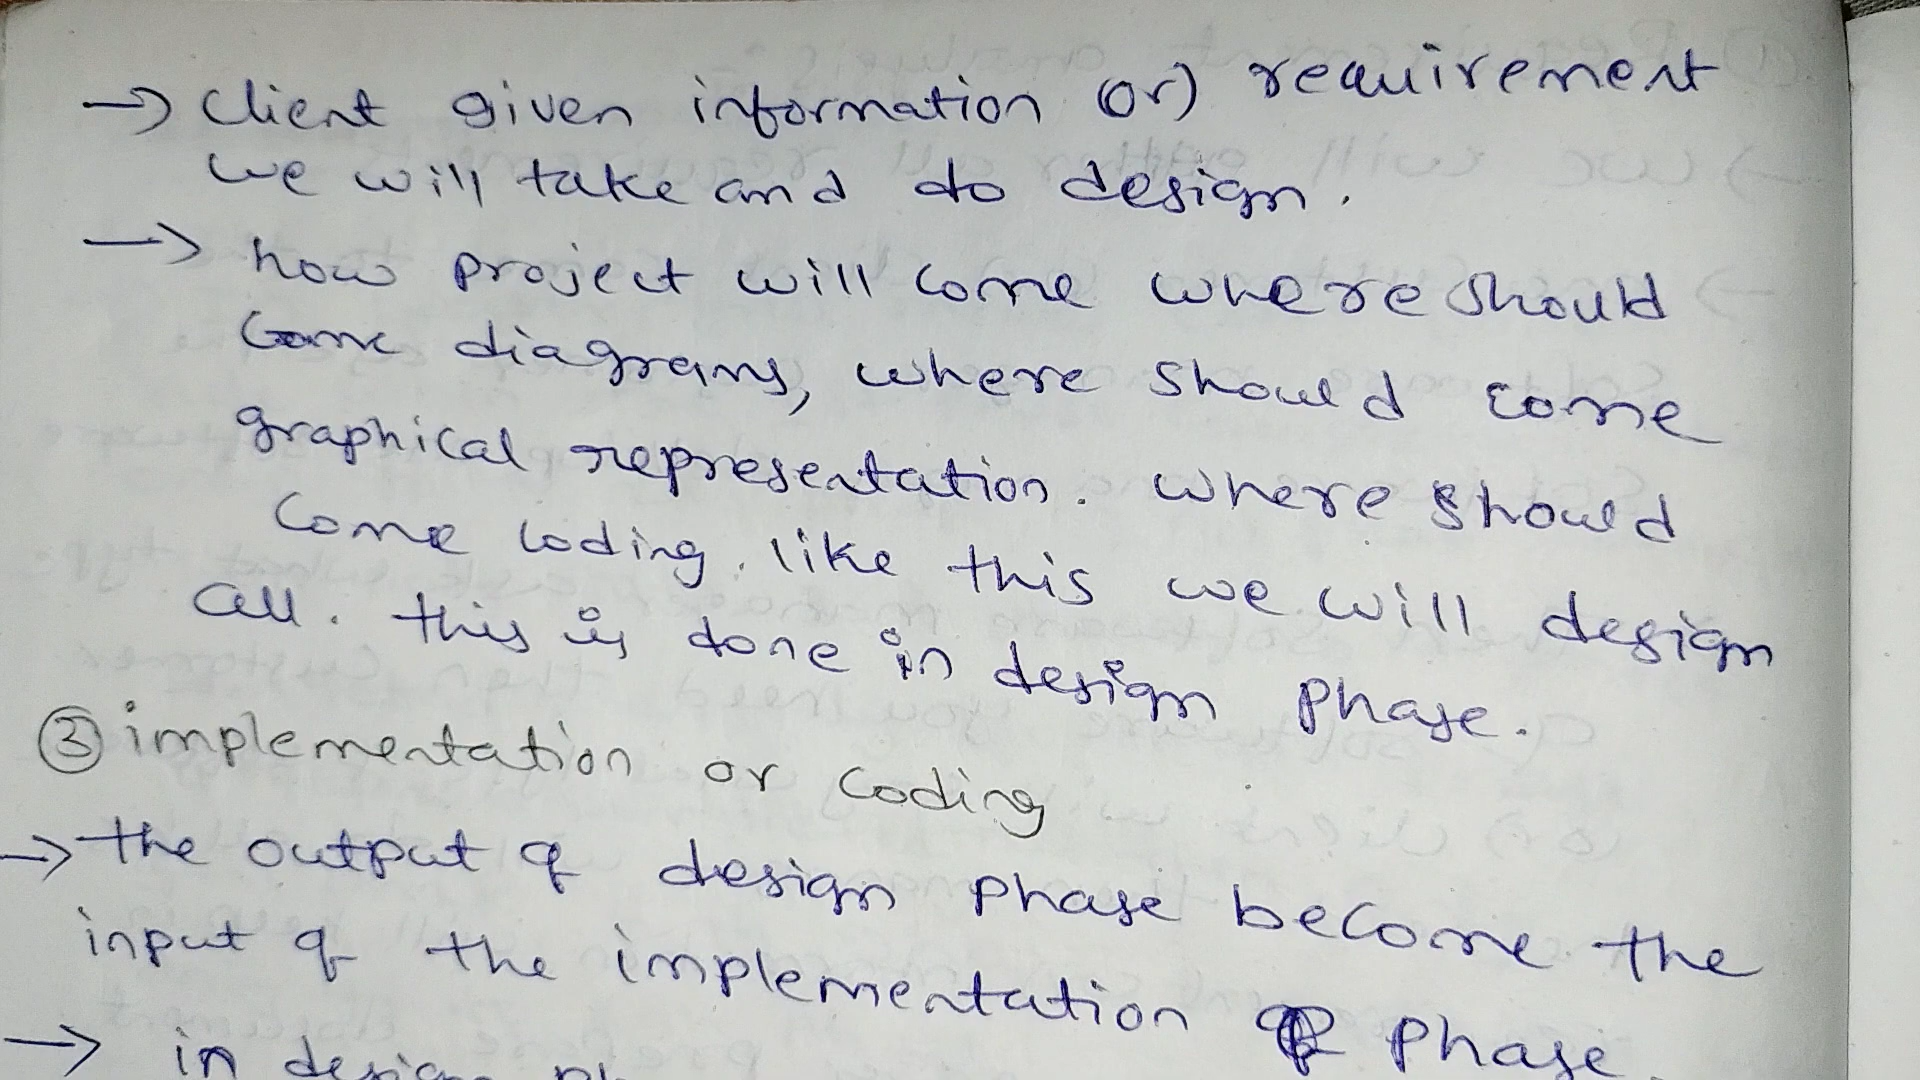 → Client given information (or) requirement
we will take and do design.
→ how project will come where should
come diagrams, where should come
graphical representation. where should
come coding. like this we will design
all. this is done in design phase.
③ implementation or coding
→ the output of design phase become the
input of the implementation phase.
→ in design